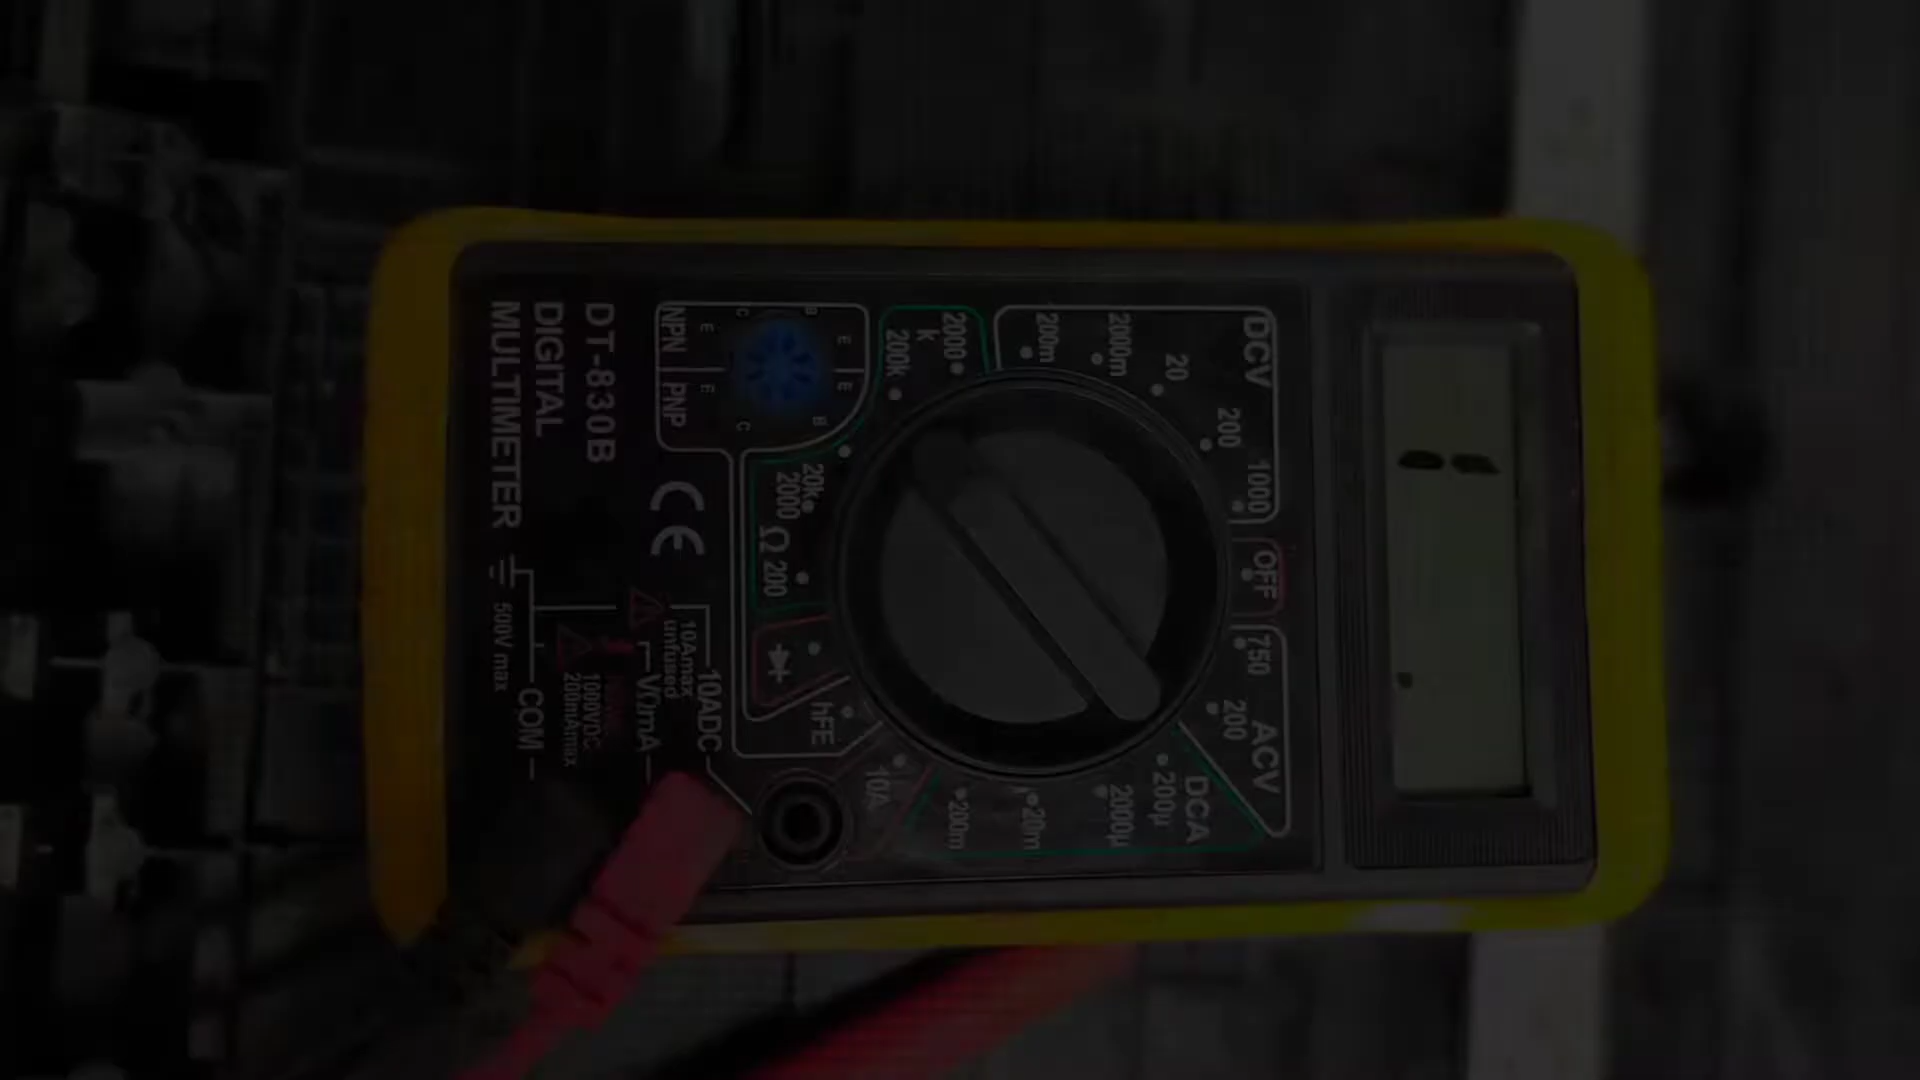 1
DCV
OFF
ACV
1000
750
200
200
20
DCA
2000m
200µ
200m
2000µ
2000
k
20m
200k
200m
20k
2000
Ω 200
hFE
10A
B
E
E
B
C
E
E
C
NPN
PNP
10ADC
10Amax
unfused
VΩmA
CE
DT-830B
1000VDC
200mAmax
DIGITAL
COM
MULTIMETER
500V max